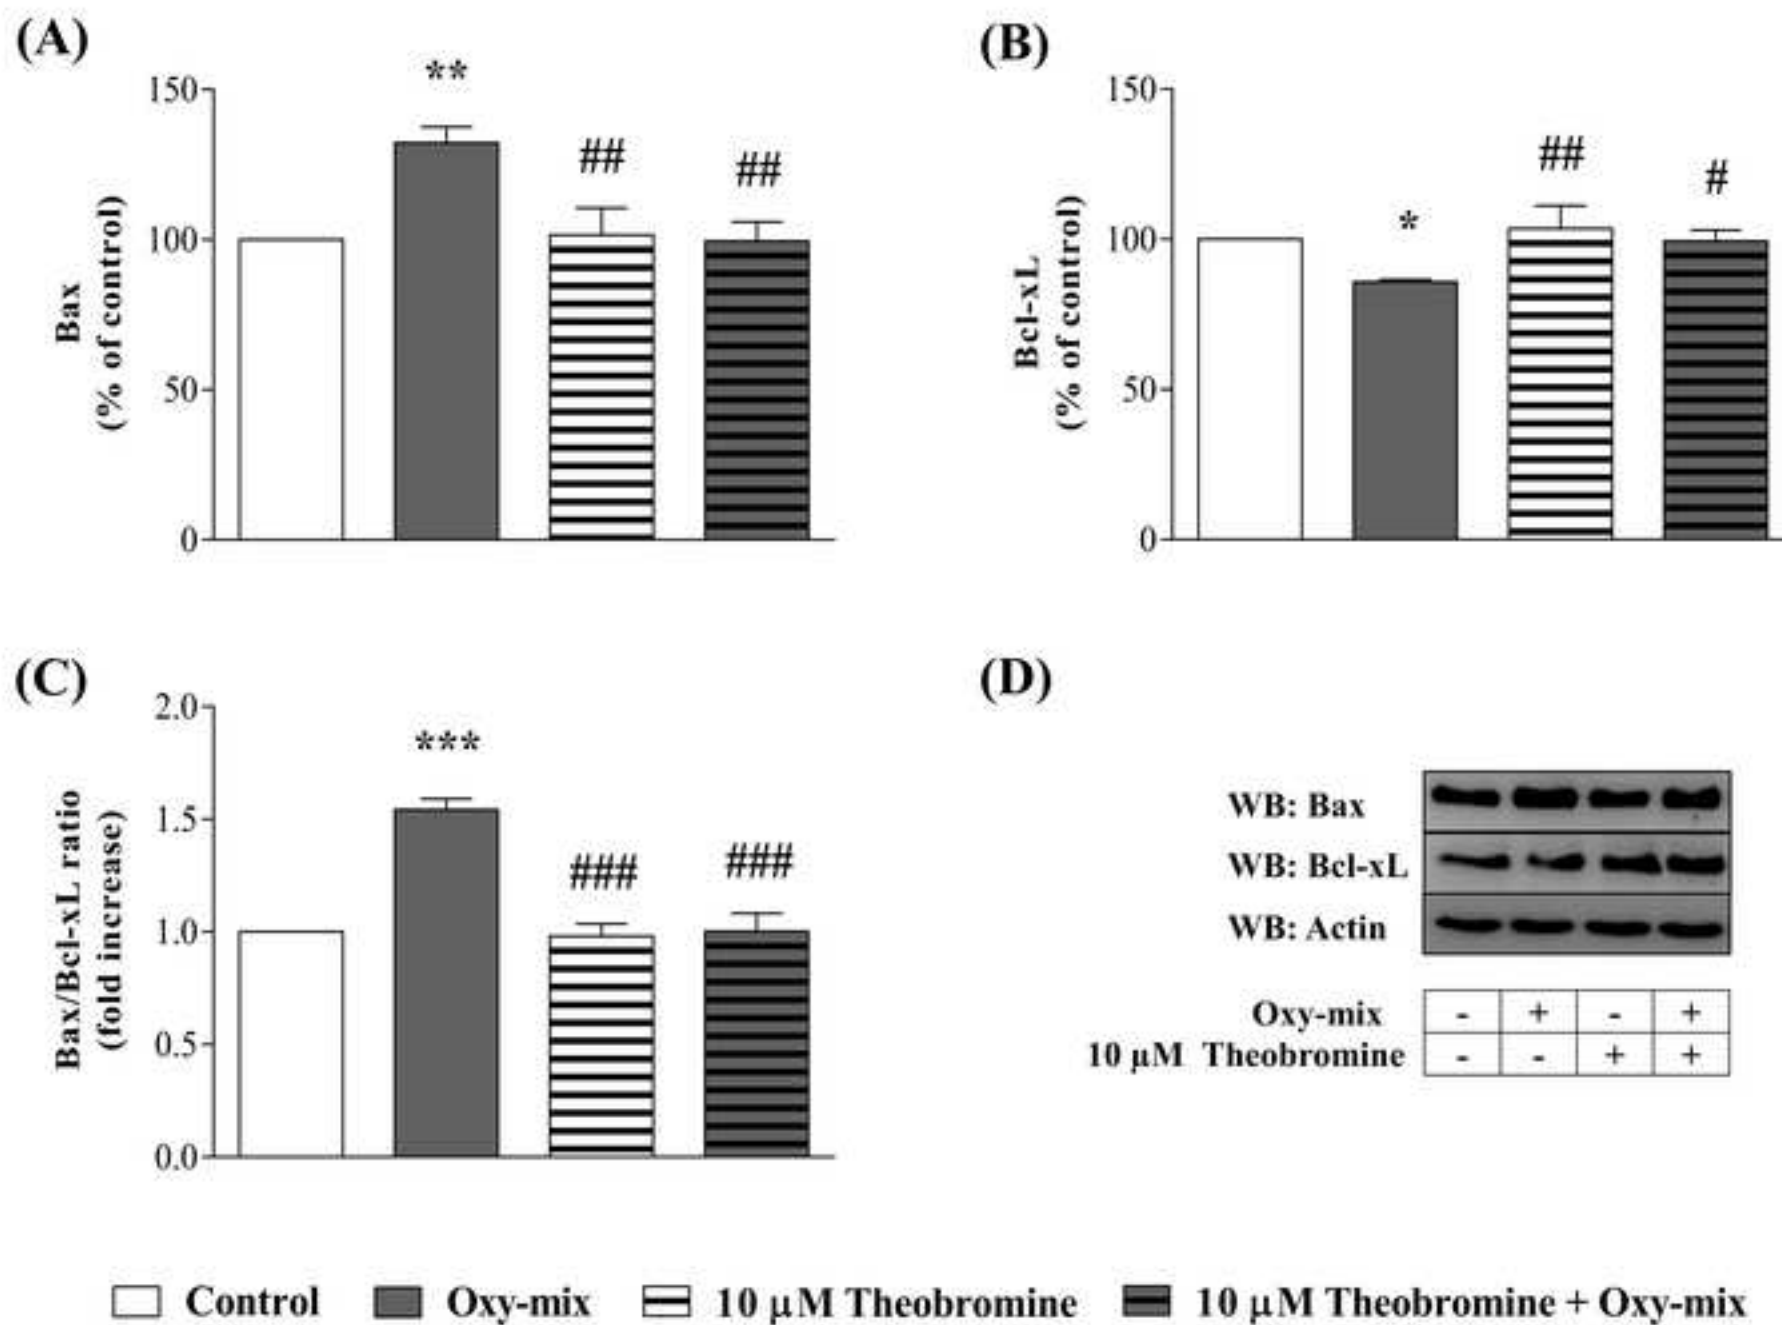 (A)
Bax
(% of control)
150
100
50
0
**
##
##
(B)
Bcl-xL
(% of control)
150
100
50
0
*
##
#
(C)
Bax/Bcl-xL ratio
(fold increase)
2.0
1.5
1.0
0.5
0.0
***
###
###
(D)
WB: Bax
WB: Bcl-xL
WB: Actin
Oxy-mix - + - +
10 μM Theobromine - - + +
Control Oxy-mix 10 μM Theobromine 10 μM Theobromine + Oxy-mix